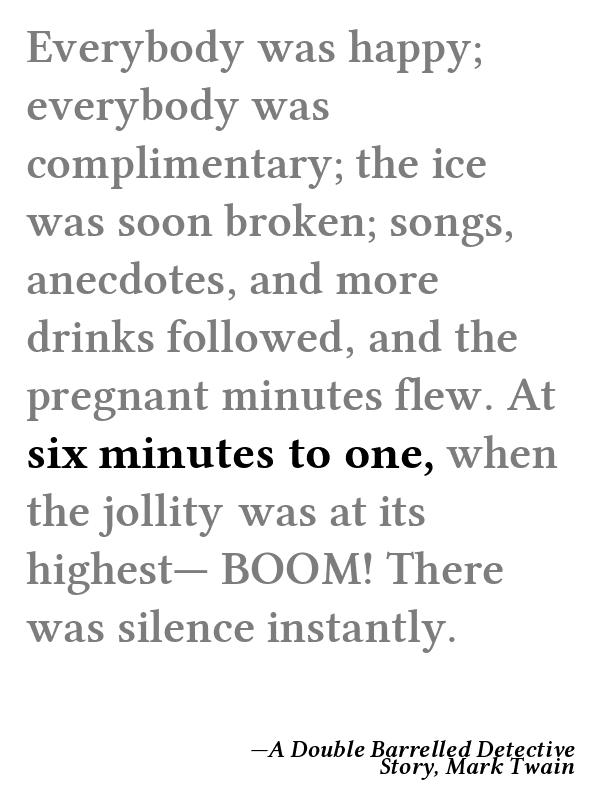 Everybody was happy;
everybody was
complimentary; the ice
was soon broken; songs,
anecdotes, and more
drinks followed, and the
pregnant minutes flew. At
six minutes to one, when
the jollity was at its
highest— BOOM! There
was silence instantly.
—A Double Barrelled Detective
Story, Mark Twain